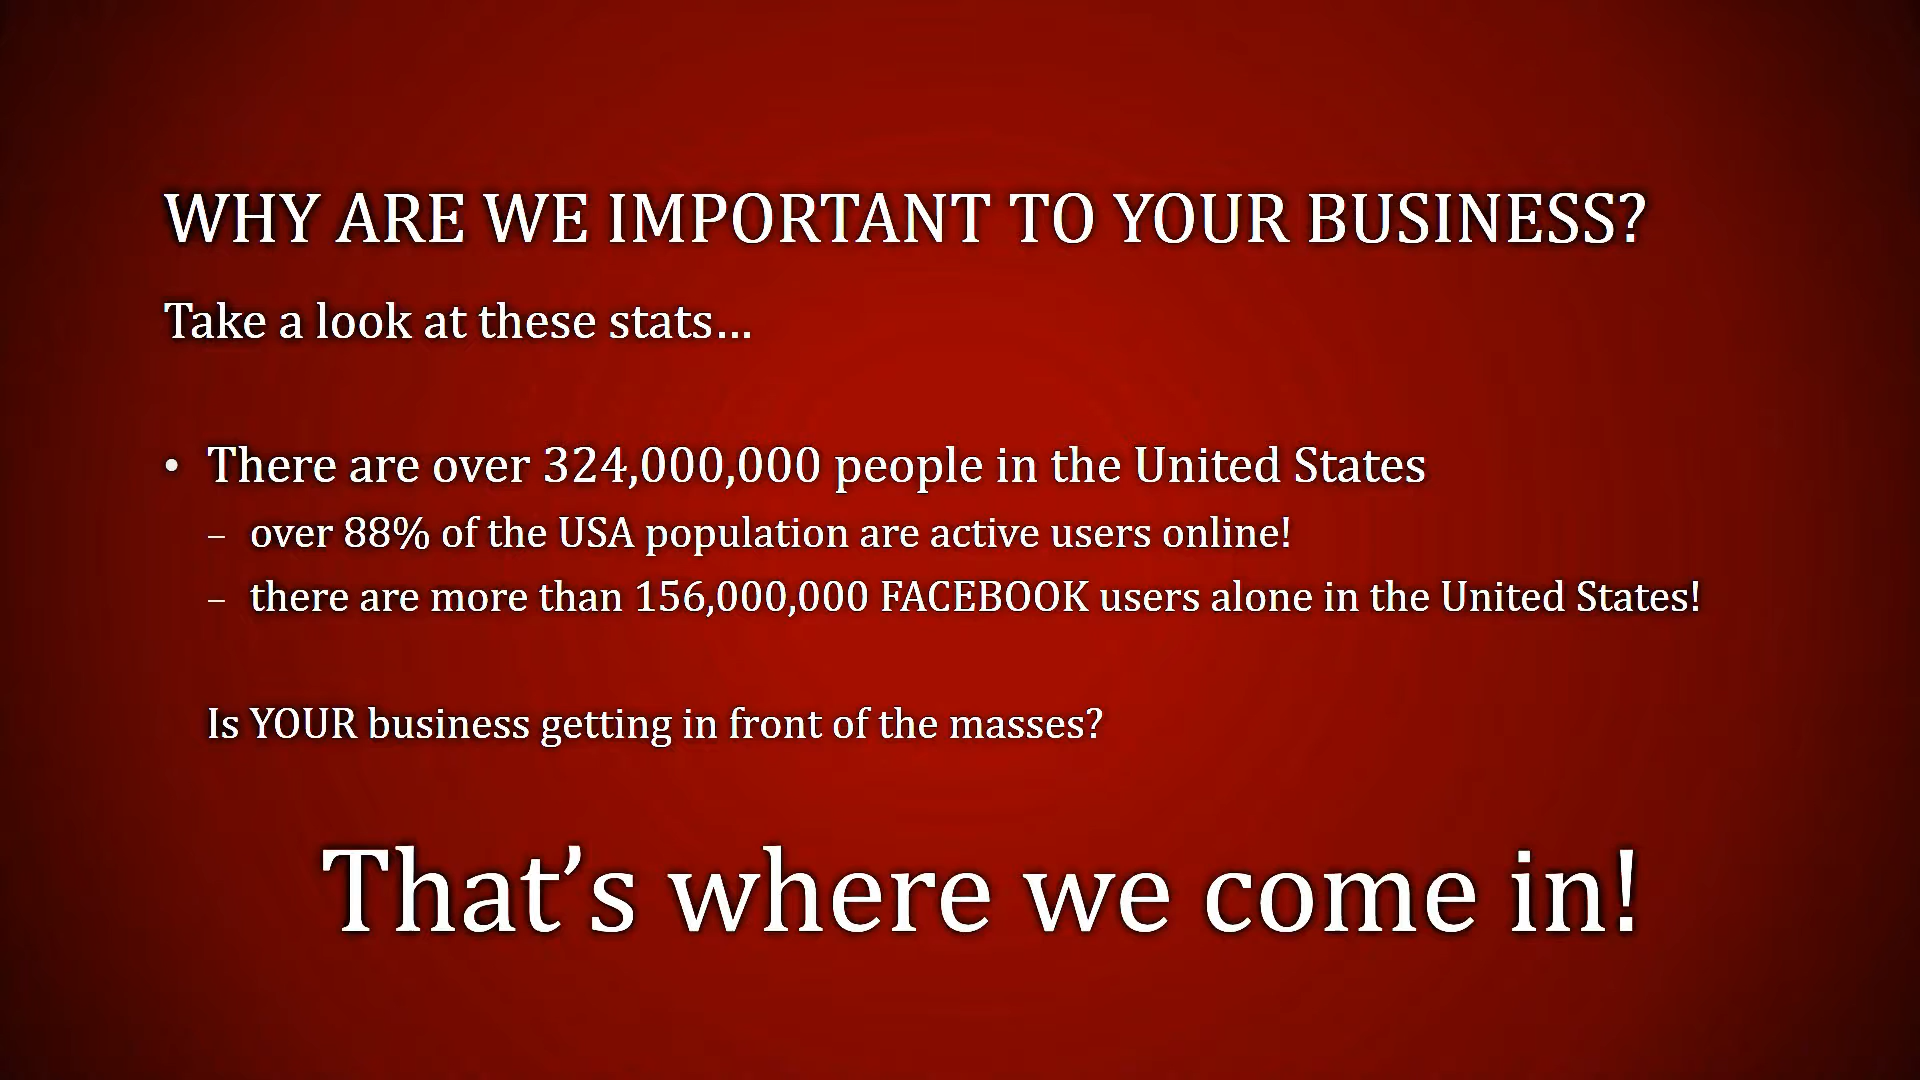 WHY ARE WE IMPORTANT TO YOUR BUSINESS?
Take a look at these stats…
• There are over 324,000,000 people in the United States
– over 88% of the USA population are active users online!
– there are more than 156,000,000 FACEBOOK users alone in the United States!
Is YOUR business getting in front of the masses?
That’s where we come in!